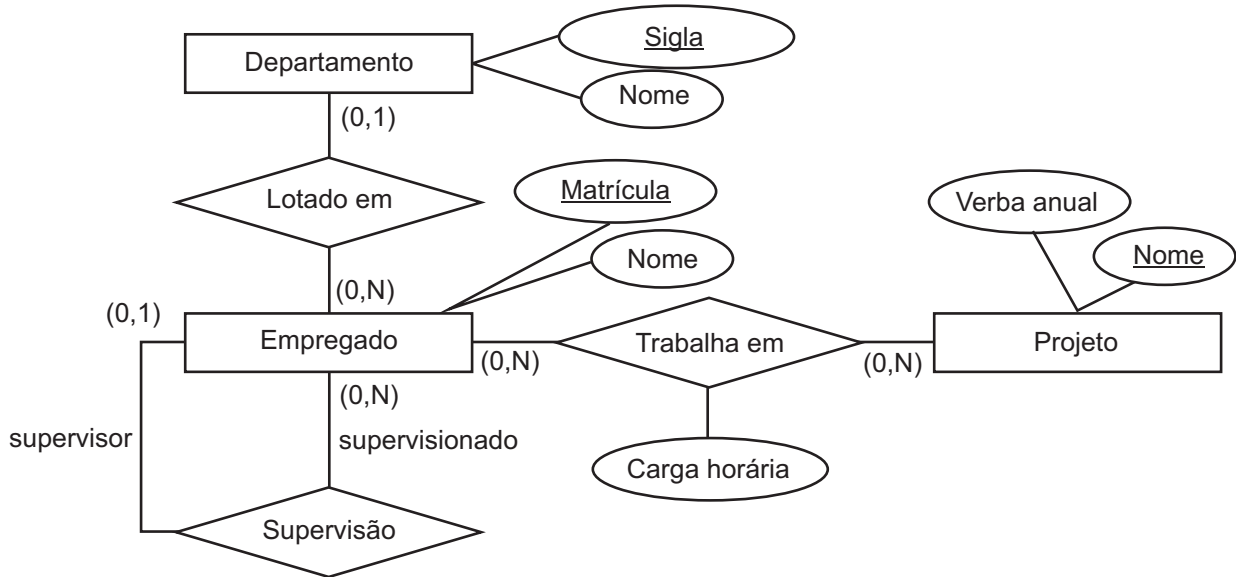 Sigla
Departamento
Nome
(0,1)
Lotado em
Matrícula
Verba anual
Nome
Nome
(0,N)
(0,1)
Empregado
Trabalha em
Projeto
(0,N)
(0,N)
(0,N)
supervisor
supervisionado
Carga horária
Supervisão